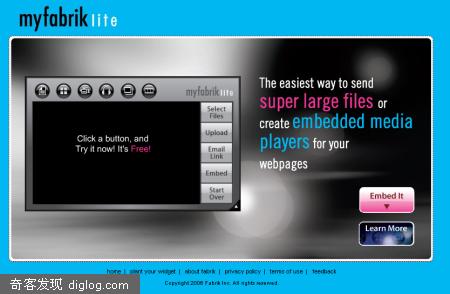 myfabrik lite
myfabrik lite
Select
Files
Upload
Email
Link
Embed
Start
Over
Click a button, and
Try it now! It's Free!
The easiest way to send
super large files or
create embedded media
players for your
webpages
Embed It
Learn More
home | plant your widget | about fabrik | privacy policy | terms of use | feedback
Copyright 2006 Fabrik Inc. All rights reserved.
奇客发现 diglog.com